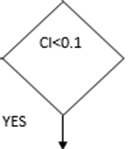 CI<0.1
YES